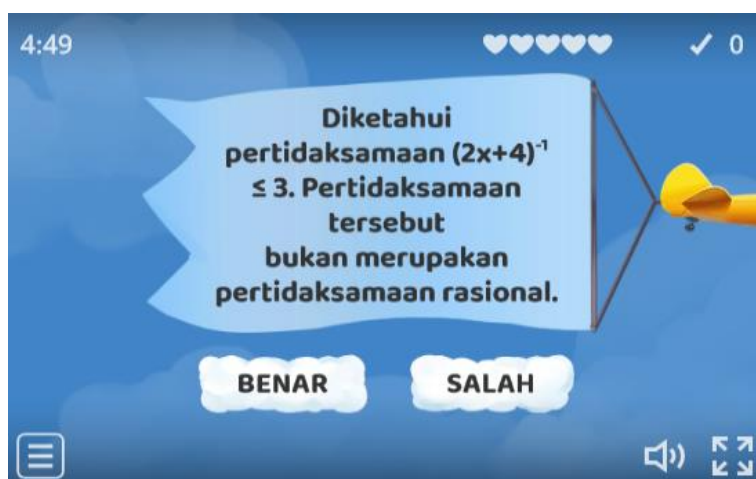 4:49
✓ 0
Diketahui
pertidaksamaan (2x+4)⁻¹
≤ 3. Pertidaksamaan
tersebut
bukan merupakan
pertidaksamaan rasional.
BENAR
SALAH